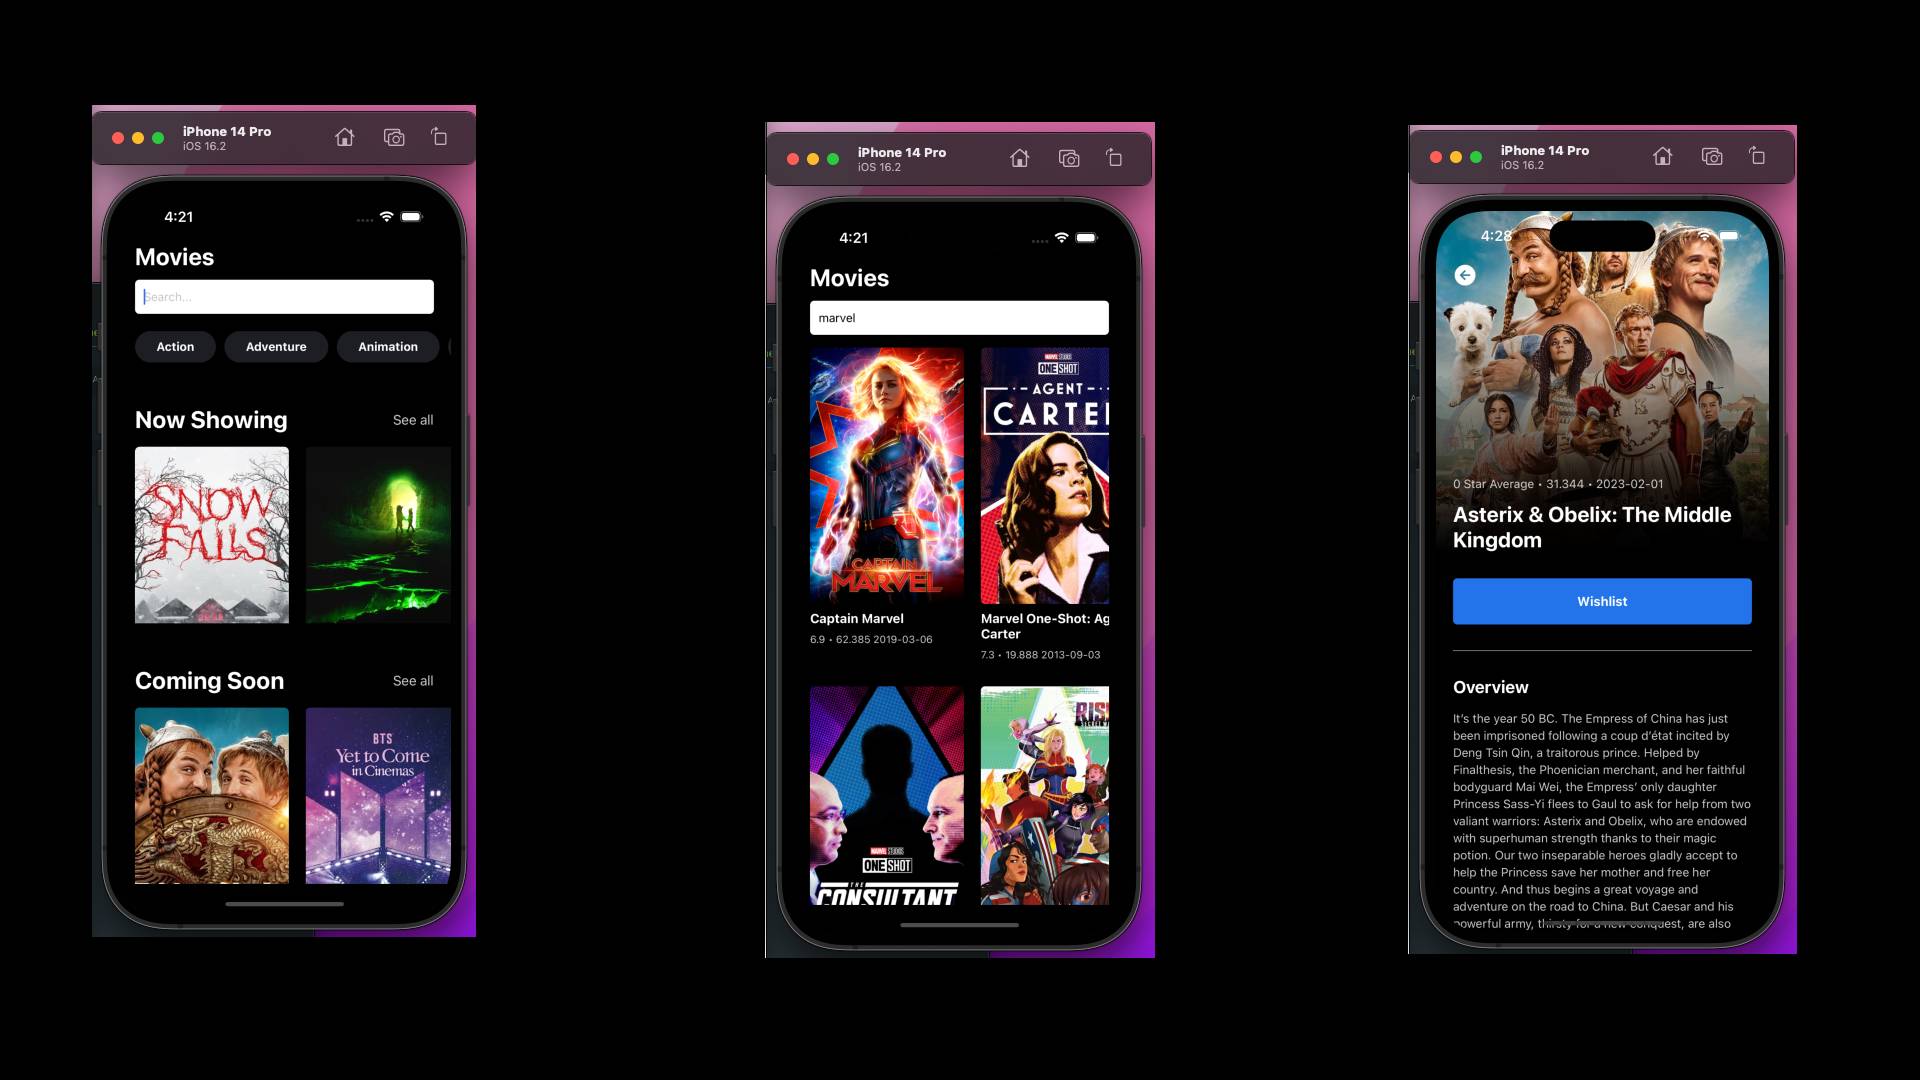 iPhone 14 Pro
iOS 16.2
4:21
Movies
Search...
Action
Adventure
Animation
Now Showing
See all
SNOW
FALLS
Coming Soon
See all
BTS
Yet to Come
in Cinemas
iPhone 14 Pro
iOS 16.2
4:21
Movies
marvel
CAPTAIN
MARVEL
MARVEL STUDIOS
ONE SHOT
AGENT
CARTE
Captain Marvel
6.9 • 62.385 2019-03-06
Marvel One-Shot: Ag
Carter
7.3 • 19.888 2013-09-03
MARVEL STUDIOS
ONE SHOT
THE
CONSULTANT
RIS
iPhone 14 Pro
iOS 16.2
4:28
0 Star Average • 31.344 • 2023-02-01
Asterix & Obelix: The Middle
Kingdom
Wishlist
Overview
It's the year 50 BC. The Empress of China has just
been imprisoned following a coup d'état incited by
Deng Tsin Qin, a traitorous prince. Helped by
Finalthesis, the Phoenician merchant, and her faithful
bodyguard Mai Wei, the Empress' only daughter
Princess Sass-Yi flees to Gaul to ask for help from two
valiant warriors: Asterix and Obelix, who are endowed
with superhuman strength thanks to their magic
potion. Our two inseparable heroes gladly accept to
help the Princess save her mother and free her
country. And thus begins a great voyage and
adventure on the road to China. But Caesar and his
powerful army, thirsty for a new conquest, are also